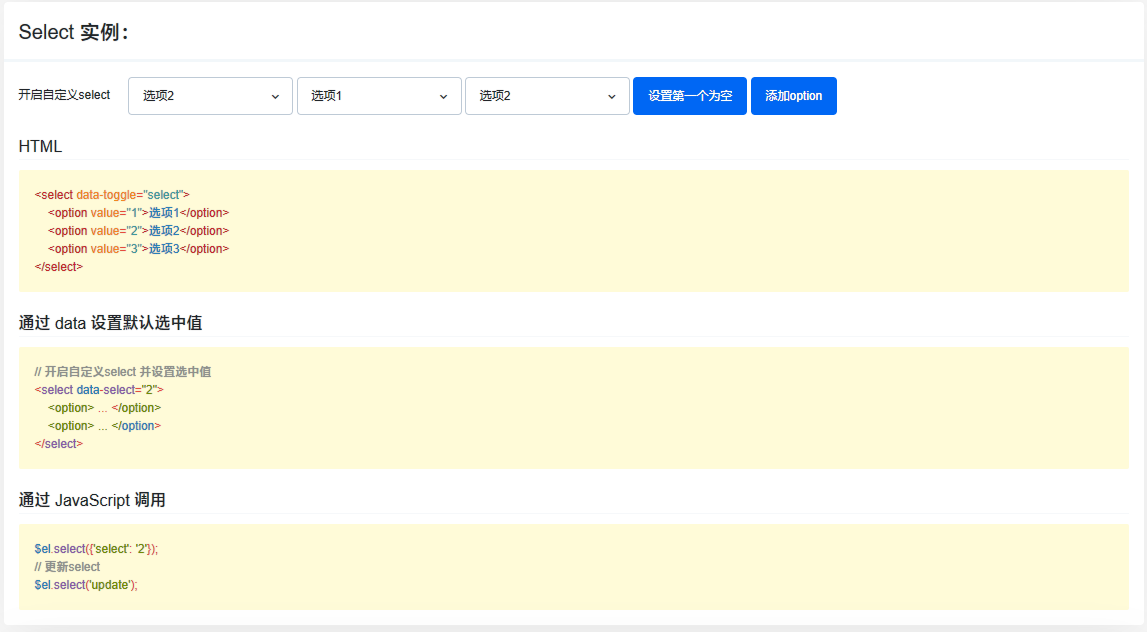 Select 实例：
开启自定义select 选项2 选项1 选项2 设置第一个为空 添加option
HTML
<select data-toggle="select">
<option value="1">选项1</option>
<option value="2">选项2</option>
<option value="3">选项3</option>
</select>
通过 data 设置默认选中值
// 开启自定义select 并设置选中值
<select data-select="2">
<option> ... </option>
<option> ... </option>
</select>
通过 JavaScript 调用
$el.select({'select': '2'});
// 更新select
$el.select('update');